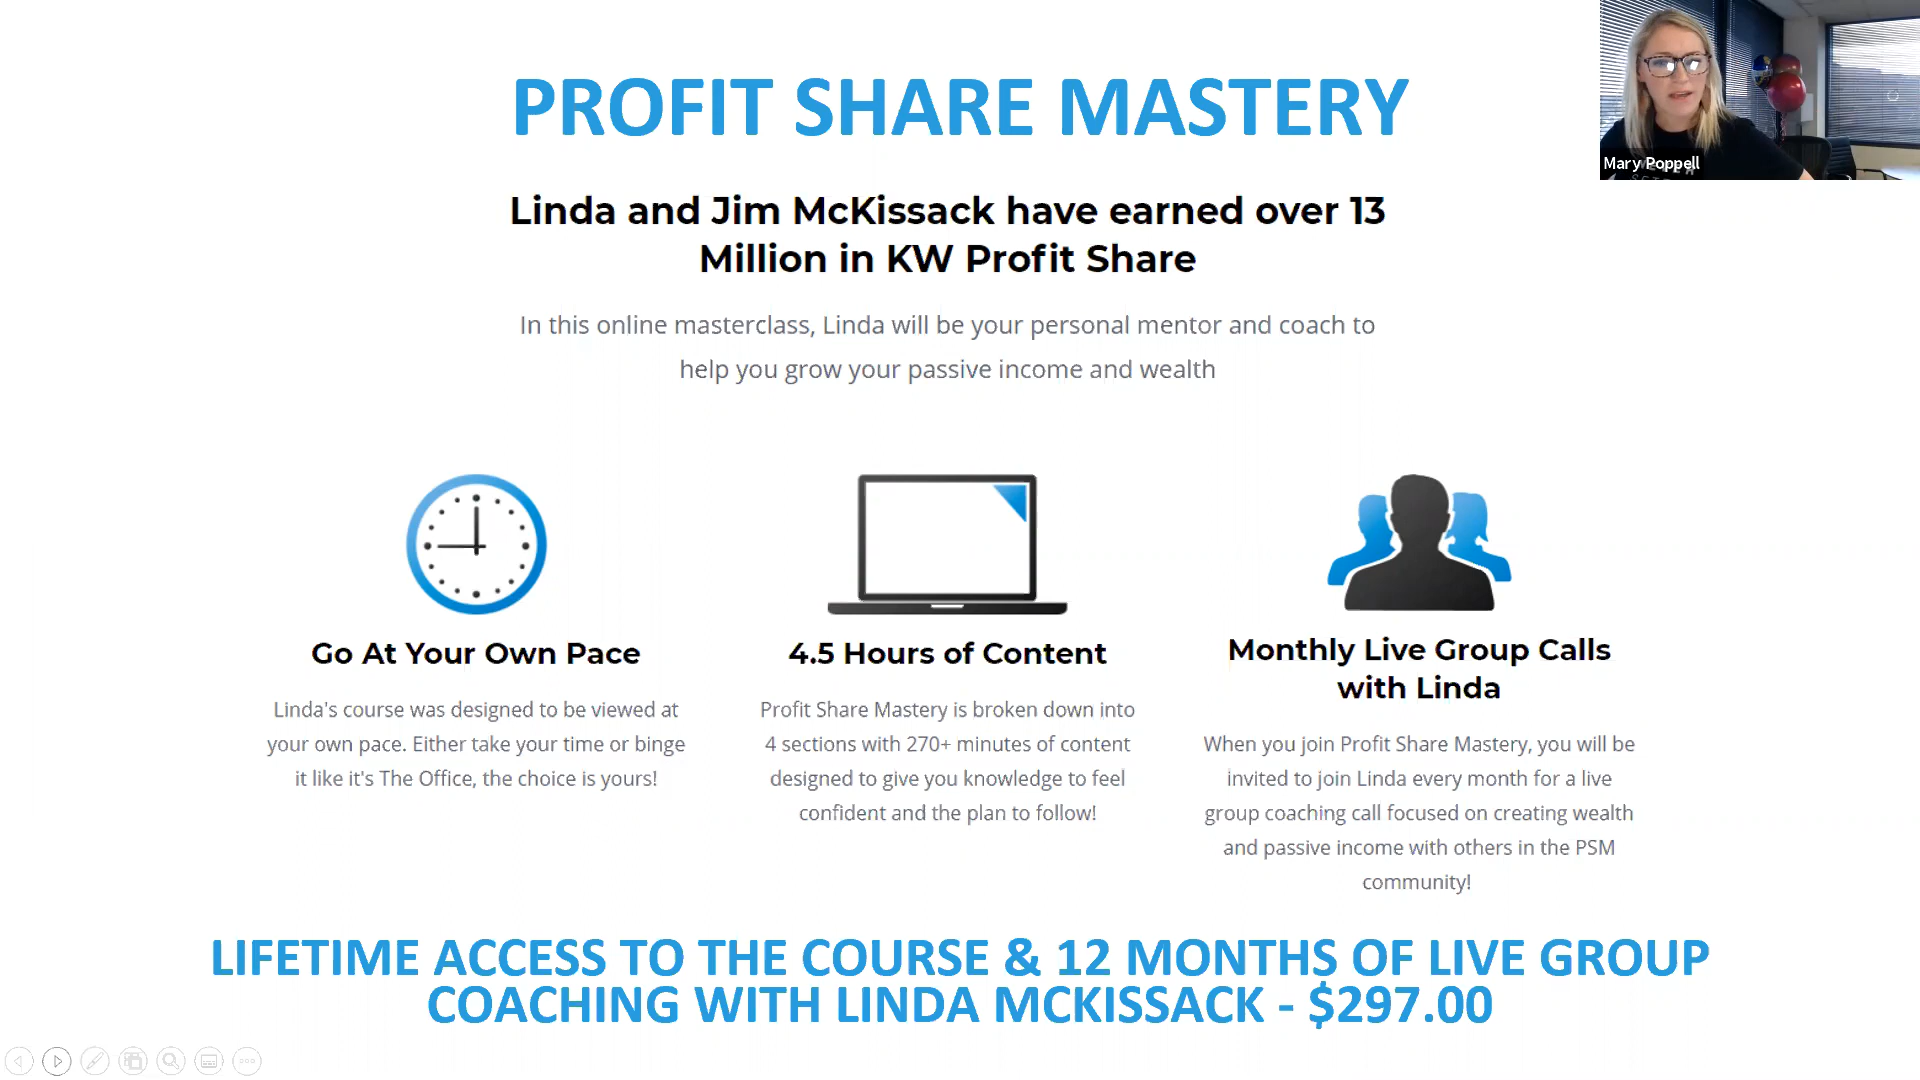 PROFIT SHARE MASTERY
Linda and Jim McKissack have earned over 13
Million in KW Profit Share
In this online masterclass, Linda will be your personal mentor and coach to
help you grow your passive income and wealth
Go At Your Own Pace
Linda's course was designed to be viewed at
your own pace. Either take your time or binge
it like it's The Office, the choice is yours!
4.5 Hours of Content
Profit Share Mastery is broken down into
4 sections with 270+ minutes of content
designed to give you knowledge to feel
confident and the plan to follow!
Monthly Live Group Calls
with Linda
When you join Profit Share Mastery, you will be
invited to join Linda every month for a live
group coaching call focused on creating wealth
and passive income with others in the PSM
community!
LIFETIME ACCESS TO THE COURSE & 12 MONTHS OF LIVE GROUP
COACHING WITH LINDA MCKISSACK - $297.00
Mary Poppell